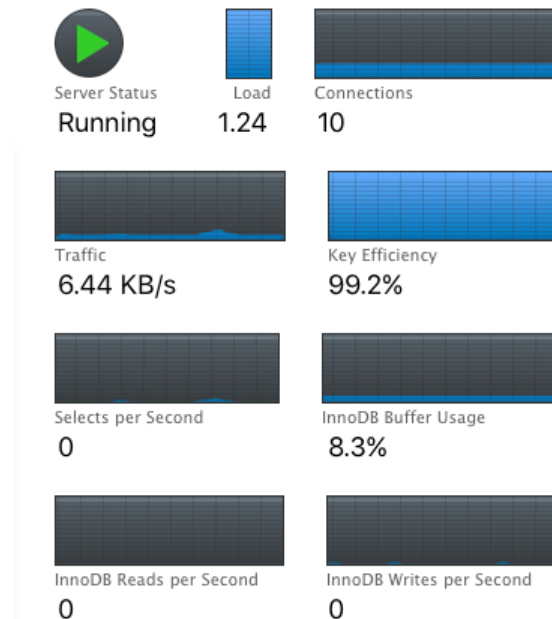 Server Status Load Connections
Running 1.24 10
Traffic Key Efficiency
6.44 KB/s 99.2%
Selects per Second InnoDB Buffer Usage
0 8.3%
InnoDB Reads per Second InnoDB Writes per Second
0 0